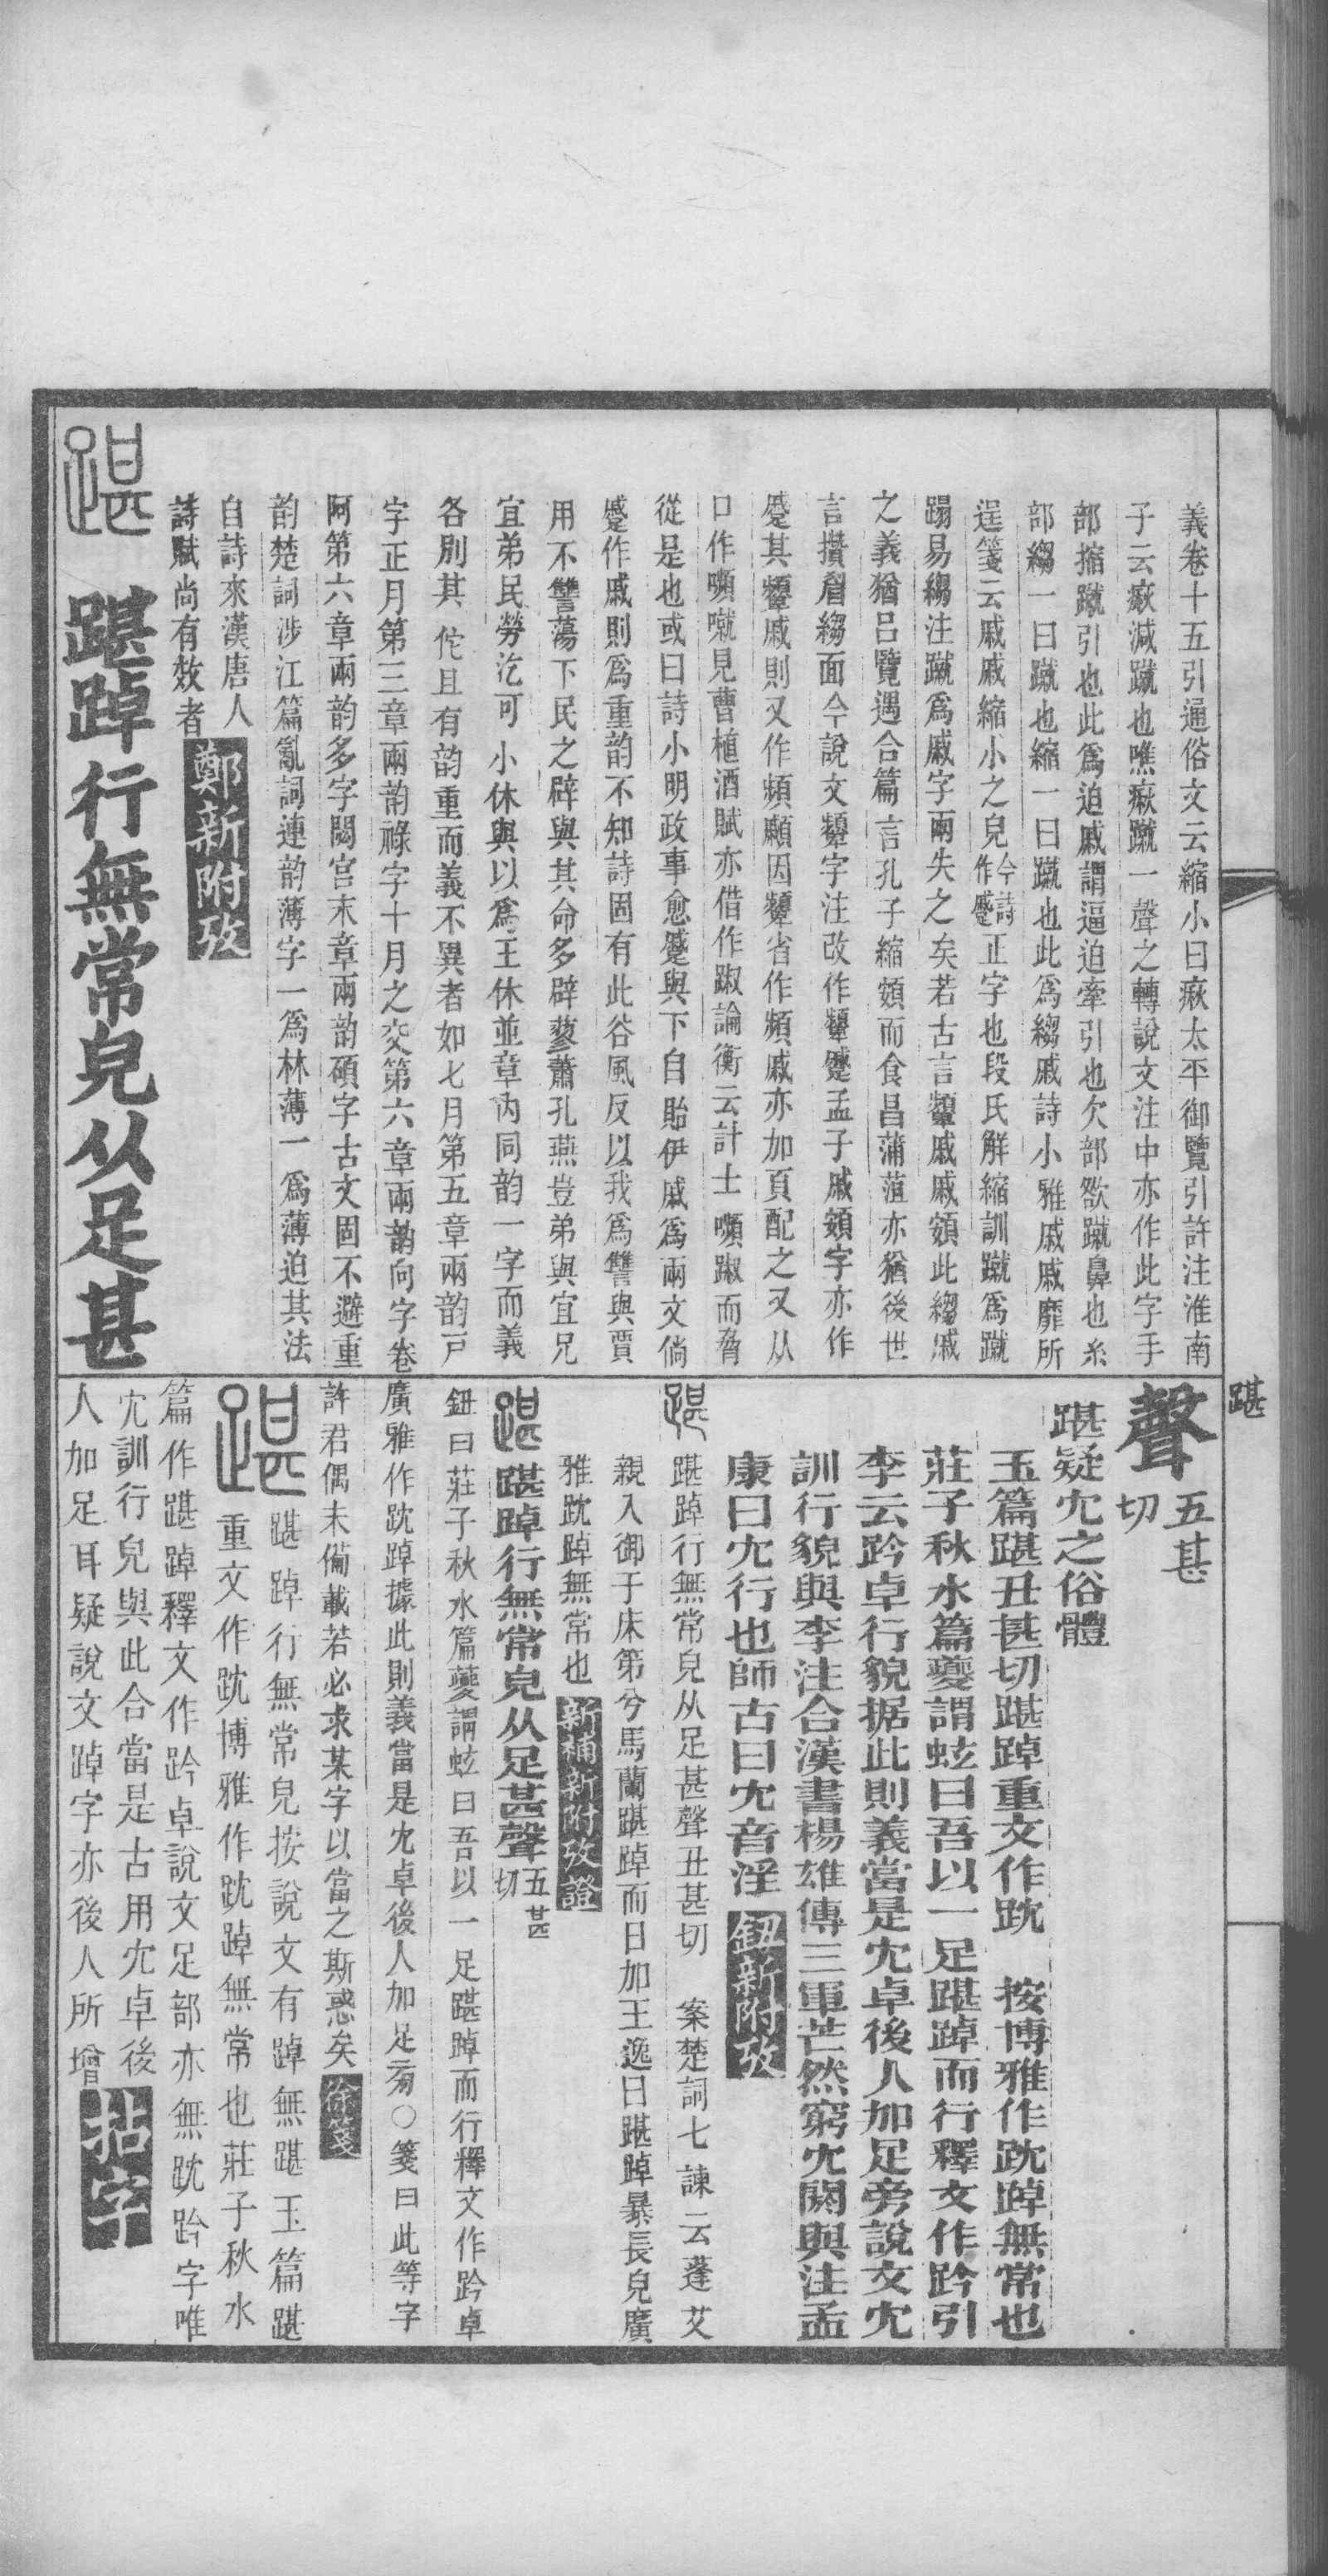 義卷十五引通俗文云縮小曰瘷太平御覽引許注淮南
子云瘷減蹴也噍瘷蹴一聲之轉說文注中亦作此字手
部摍蹴引也此爲迫戚謂逼迫牽引也欠部欿蹴鼻也糸
部縐一曰蹴也縮一曰蹴也此爲縐戚詩小雅戚戚靡所
逞箋云戚戚縮小之皃今詩作蹙正字也段氏解縮訓蹴爲蹴
蹋易縐注蹴爲戚字兩失之矣若古言顰戚戚頞此縐戚
之義猶呂覽遇合篇言孔子縮頞而食昌蒲菹亦猶後世
言攢眉縐面今說文顰字注改作顰蹙孟子戚頞字亦作
蹙其顰戚則又作頻顣因顰省作頻戚亦加頁配之又从
口作嚬噈見曹植酒賦亦借作踧論衡云計士嚬踧而脅
從是也或曰詩小明政事愈蹙與下自貽伊戚爲兩文倘
蹙作戚則爲重韵不知詩固有此谷風反以我爲讐與賈
用不讐蕩下民之辟與其命多辟蓼蕭孔燕豈弟與宜兄
宜弟民勞汔可小休與以爲王休並章內同韵一字而義
各別其佗且有韵重而義不異者如七月第五章兩韵戸
字正月第三章兩韵祿字十月之交第六章兩韵向字卷
阿第六章兩韵多字閟宮末章兩韵碩字古文固不避重
韵楚詞涉江篇亂詞連韵薄字一爲林薄一爲薄迫其法
自詩來漢唐人
詩賦尚有效者鄭新附攷
踸踔行無常皃从足甚
聲五甚切
踸疑冘之俗體
玉篇踸丑甚切踸踔重文作䟢　按博雅作䟢踔無常也
莊子秋水篇夔謂蚿曰吾以一足踸踔而行釋文作趻引
李云趻卓行貌据此則義當是冘卓後人加足旁說文冘
訓行貌與李注合漢書楊雄傳三軍芒然窮冘閼與注孟
康曰冘行也師古曰冘音淫鈕新附攷
踸踸踔行無常皃从足甚聲丑甚切　案楚詞七諫云蓬艾
親入御于床第兮馬蘭踸踔而日加王逸曰踸踔暴長皃廣
雅䟢踔無常也新補新附攷證
踸踸踔行無常皃从足甚聲五甚切
鈕曰莊子秋水篇夔謂蚿曰吾以一足踸踔而行釋文作趻卓
廣雅作䟢踔據此則義當是冘卓後人加足菊○箋曰此等字
許君偶未僃載若必求某字以當之斯惑矣徐箋
踸踸踔行無常皃按說文有踔無踸玉篇踸
重文作䟢博雅作䟢踔無常也莊子秋水
篇作踸踔釋文作趻卓說文足部亦無䟢趻字唯
冘訓行皃與此合當是古用冘卓後
人加足耳疑說文踔字亦後人所增拈字
踸